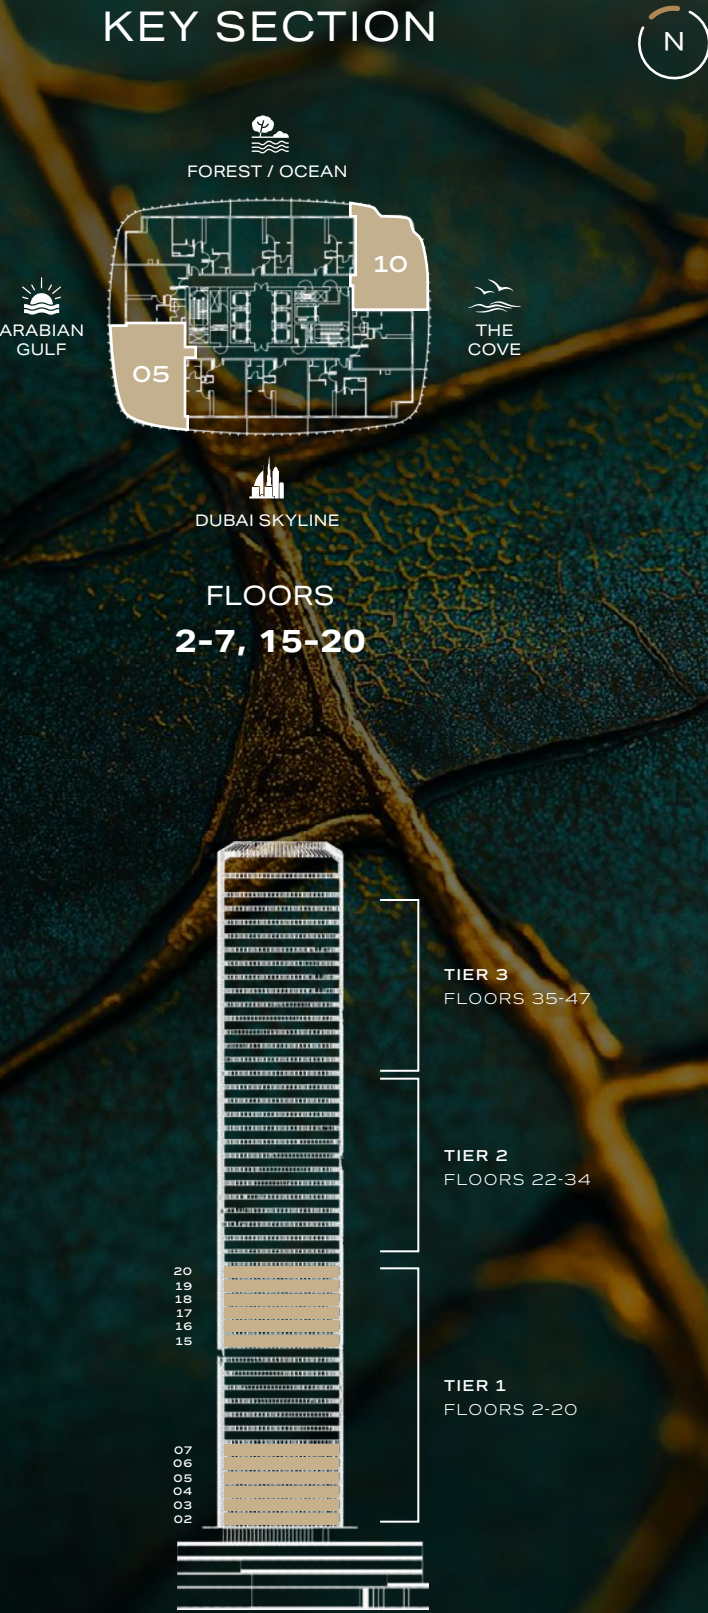 KEY SECTION
N
FOREST / OCEAN
10
ARABIAN
GULF
THE
COVE
05
DUBAI SKYLINE
FLOORS
2-7, 15-20
TIER 3
FLOORS 35-47
TIER 2
FLOORS 22-34
20
19
18
17
16
15
TIER 1
FLOORS 2-20
07
06
05
04
03
02